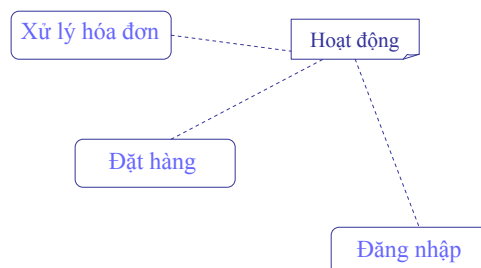 Xử lý hóa đơn
Hoạt động
Đặt hàng
Đăng nhập